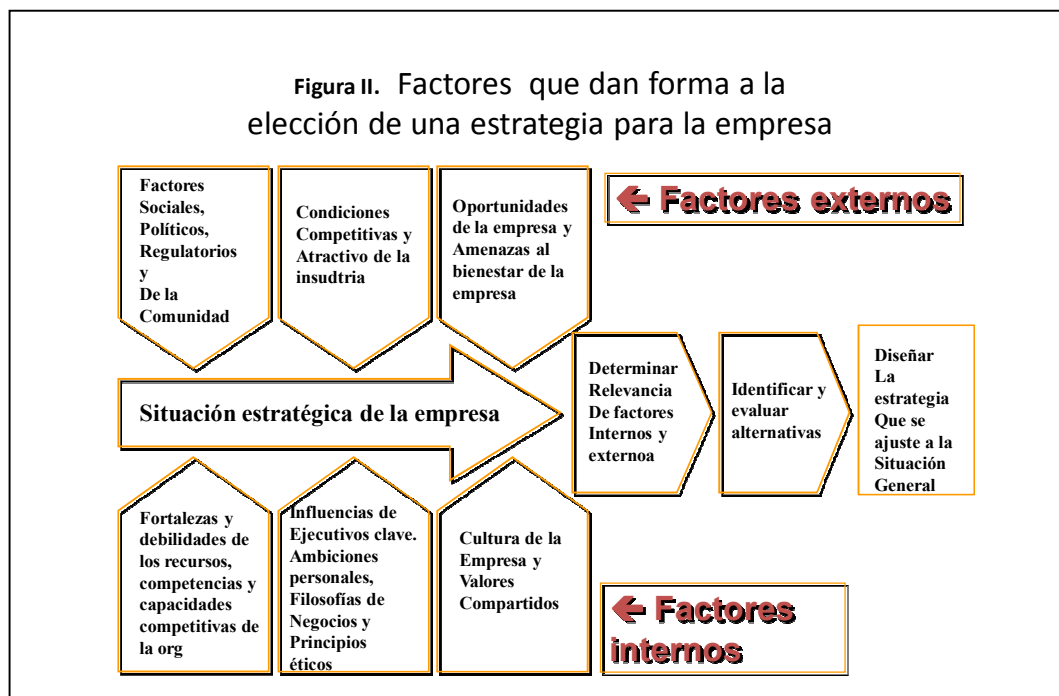 Figura II. Factores que dan forma a la
elección de una estrategia para la empresa
Factores
Sociales,
Políticos,
Regulatorios
y
De la
Comunidad
Condiciones
Competitivas y
Atractivo de la
insudtria
Oportunidades
de la empresa y
Amenazas al
bienestar de la
empresa
← Factores externos
Situación estratégica de la empresa
Determinar
Relevancia
De factores
Internos y
externoa
Identificar y
evaluar
alternativas
Diseñar
La
estrategia
Que se
ajuste a la
Situación
General
Fortalezas y
debilidades de
los recursos,
competencias y
capacidades
competitivas de
la org
Influencias de
Ejecutivos clave.
Ambiciones
personales,
Filosofías de
Negocios y
Principios
éticos
Cultura de la
Empresa y
Valores
Compartidos
← Factores
internos